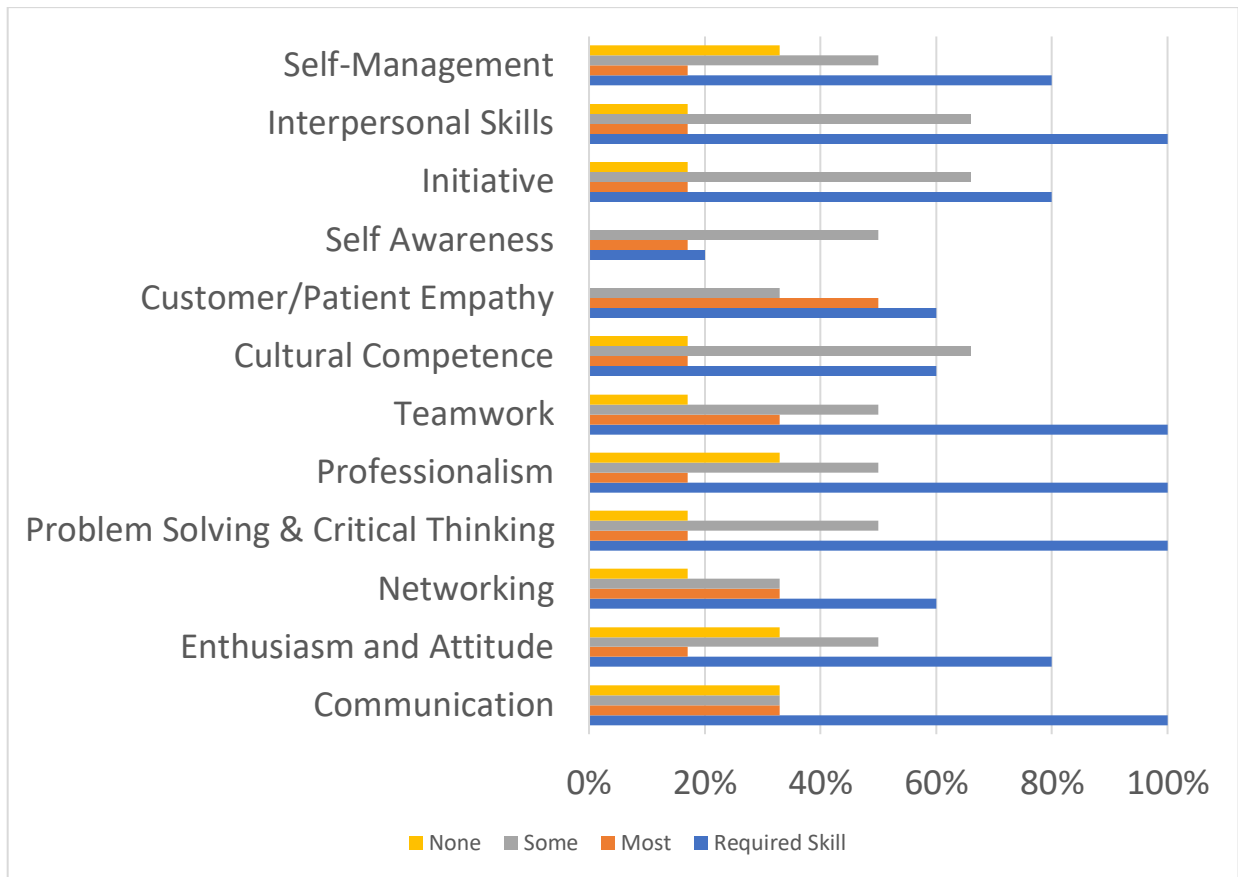 Self-Management
Interpersonal Skills
Initiative
Self Awareness
Customer/Patient Empathy
Cultural Competence
Teamwork
Professionalism
Problem Solving & Critical Thinking
Networking
Enthusiasm and Attitude
Communication
0% 20% 40% 60% 80% 100%
None Some Most Required Skill